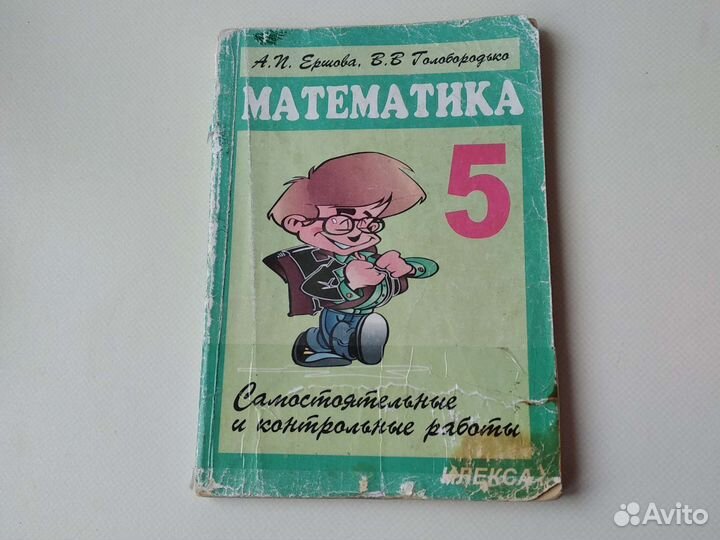 А.П. Ершова, В.В Голобородько
МАТЕМАТИКА
5
Самостоятельные
и контрольные работы
ИЛЕКСА
Avito